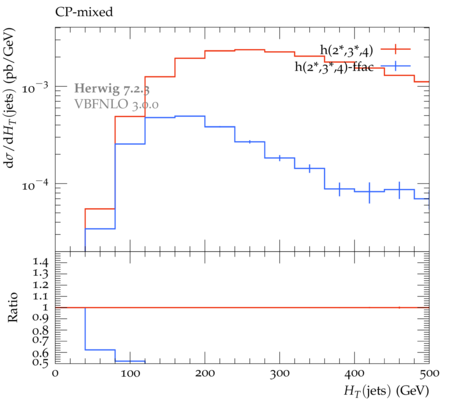 CP-mixed
h(2*,3*,4)
h(2*,3*,4)-ffac
Herwig 7.2.3
VBFNLO 3.0.0
dσ/dH_T(jets) (pb/GeV)
10⁻³
10⁻⁴
Ratio
1.4
1.3
1.2
1.1
1
0.9
0.8
0.7
0.6
0.5
0 100 200 300 400 500
H_T(jets) (GeV)